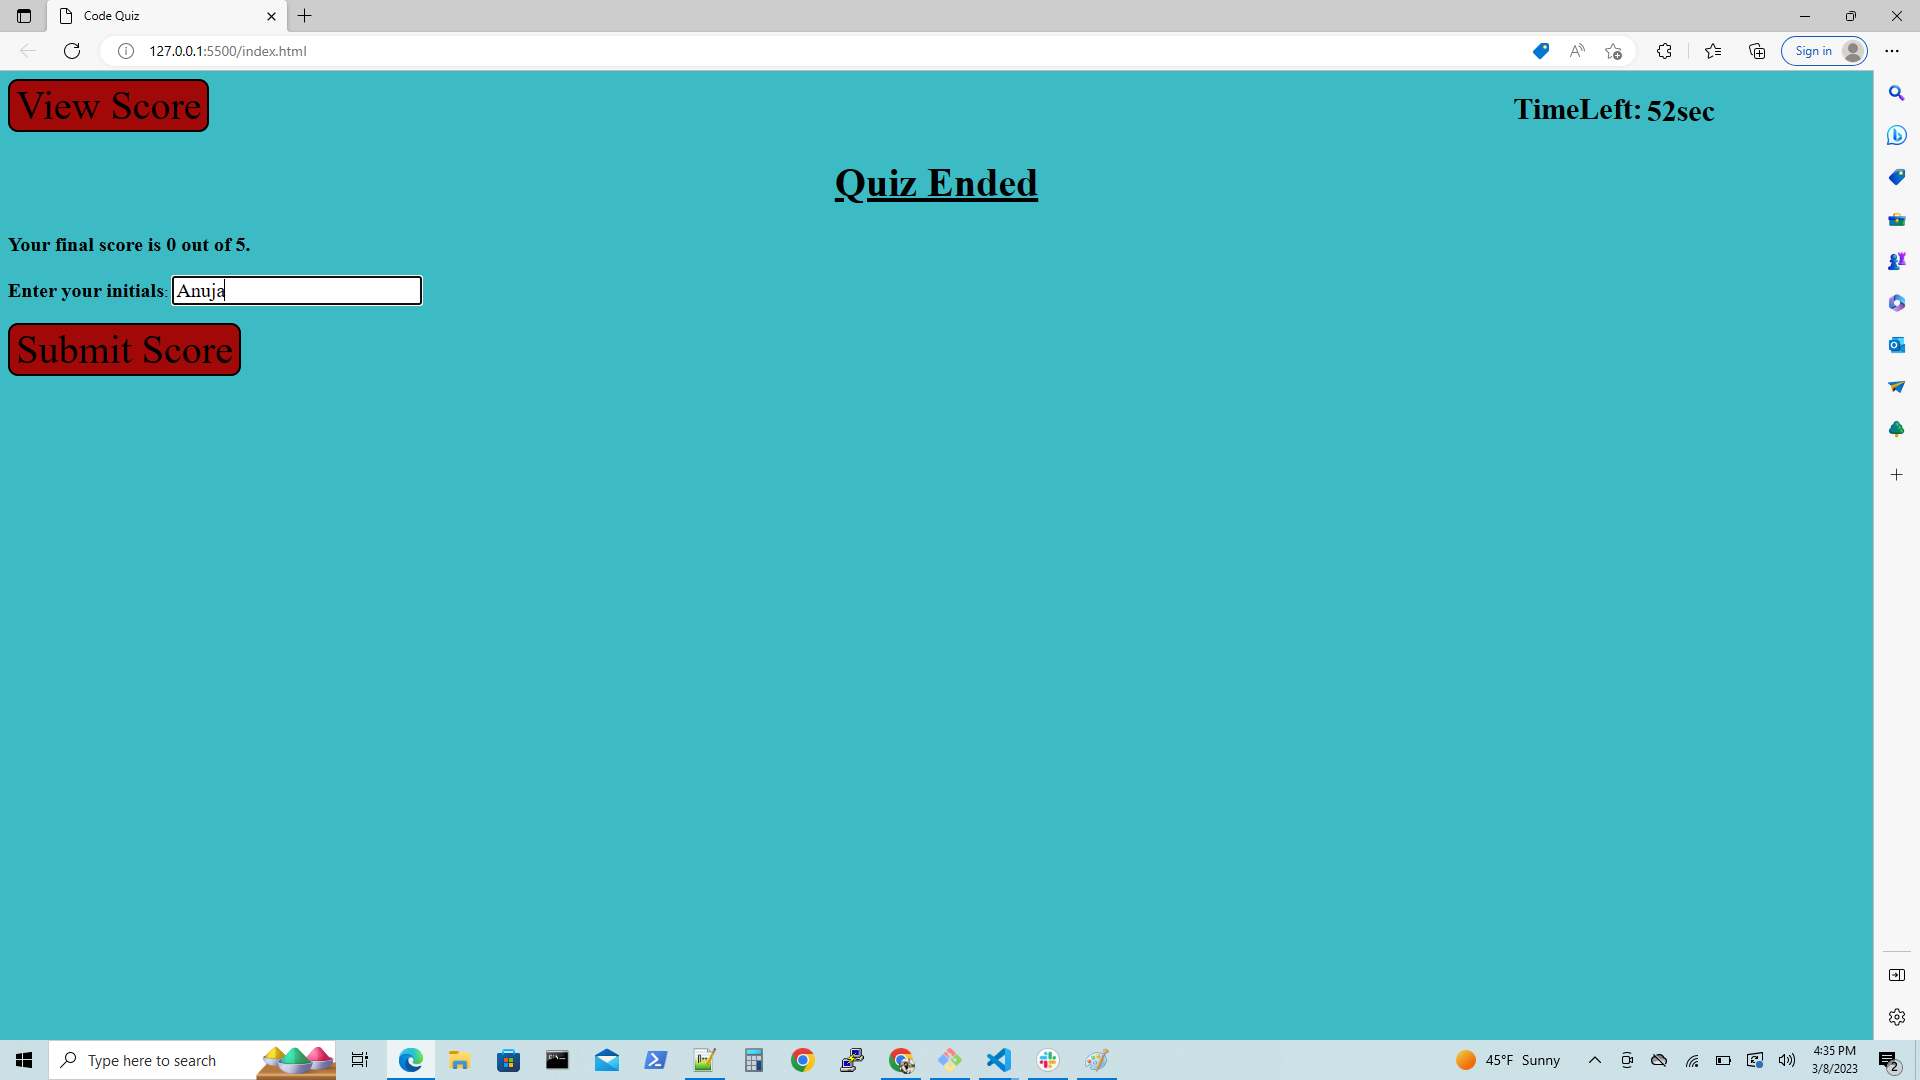 Code Quiz
127.0.0.1:5500/index.html
Sign in
View Score
TimeLeft: 52sec
Quiz Ended
Your final score is 0 out of 5.
Enter your initials: Anuja
Submit Score
Type here to search
45°F Sunny
4:35 PM
3/8/2023
2